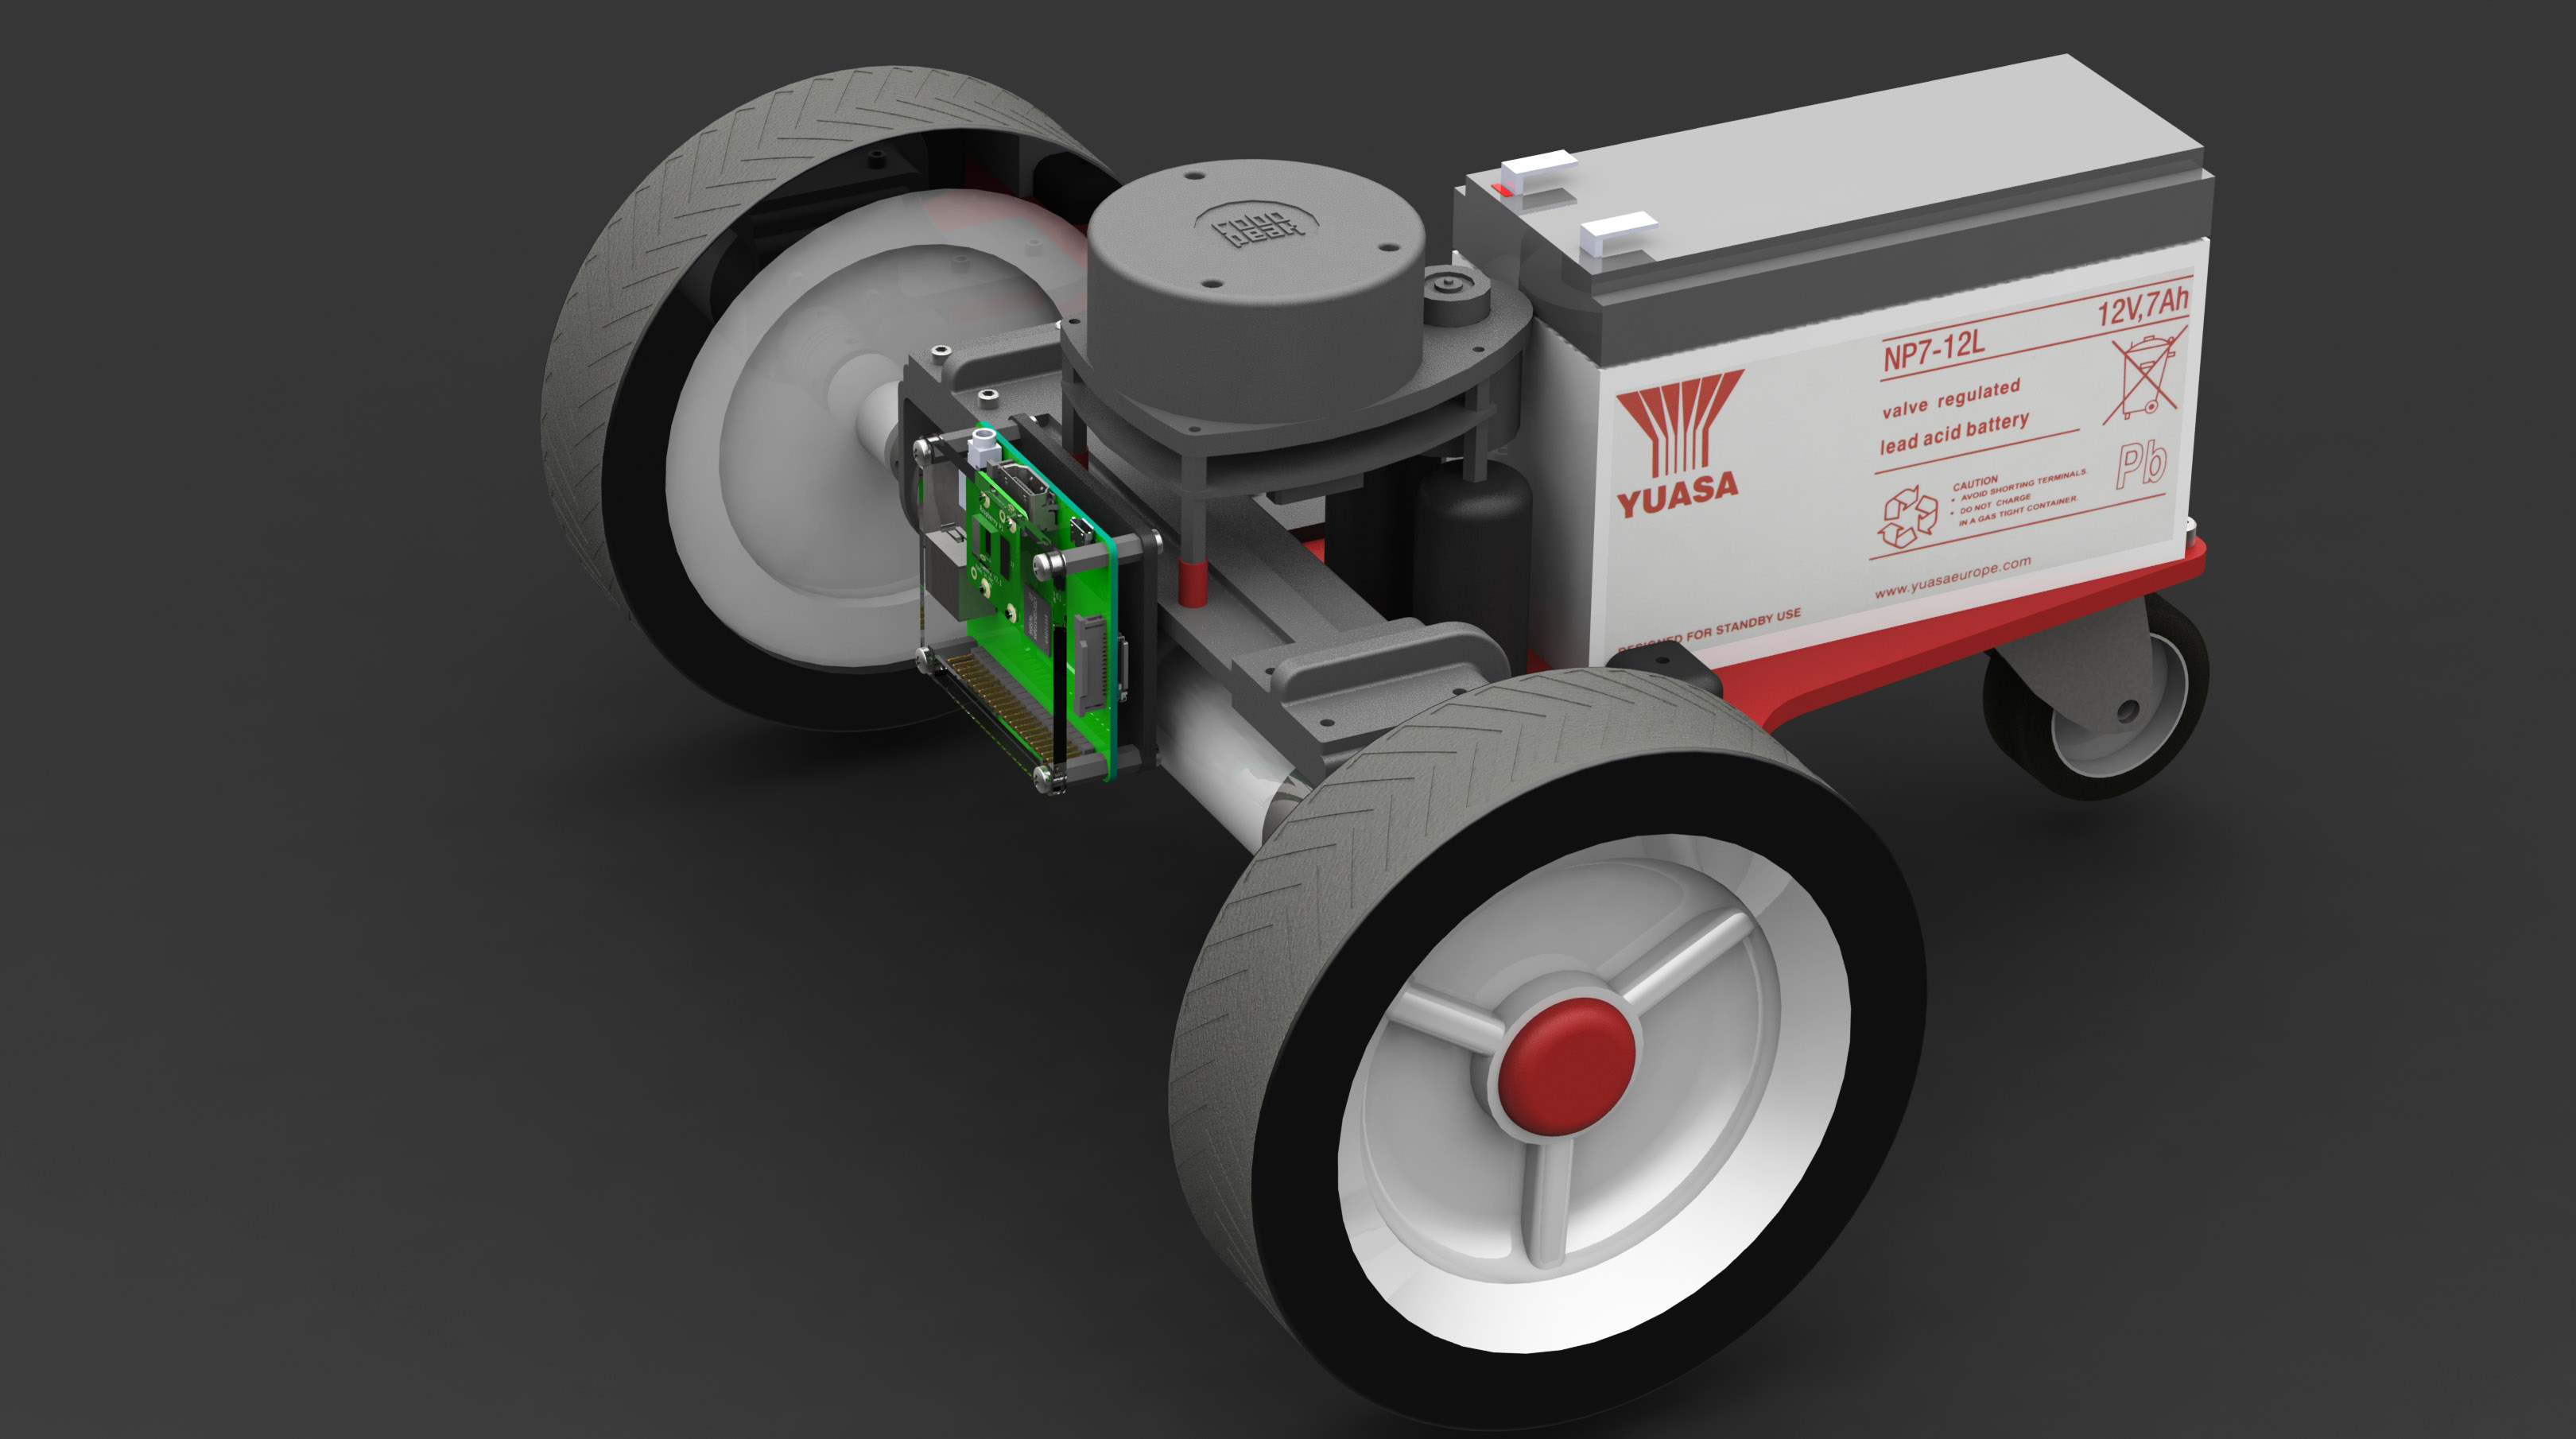 robo
peak
12V,7Ah
NP7-12L
valve regulated
lead acid battery
YUASA
Pb
CAUTION
• AVOID SHORTING TERMINALS.
• DO NOT CHARGE
IN A GAS TIGHT CONTAINER.
www.yuasaeurope.com
FOR STANDBY USE